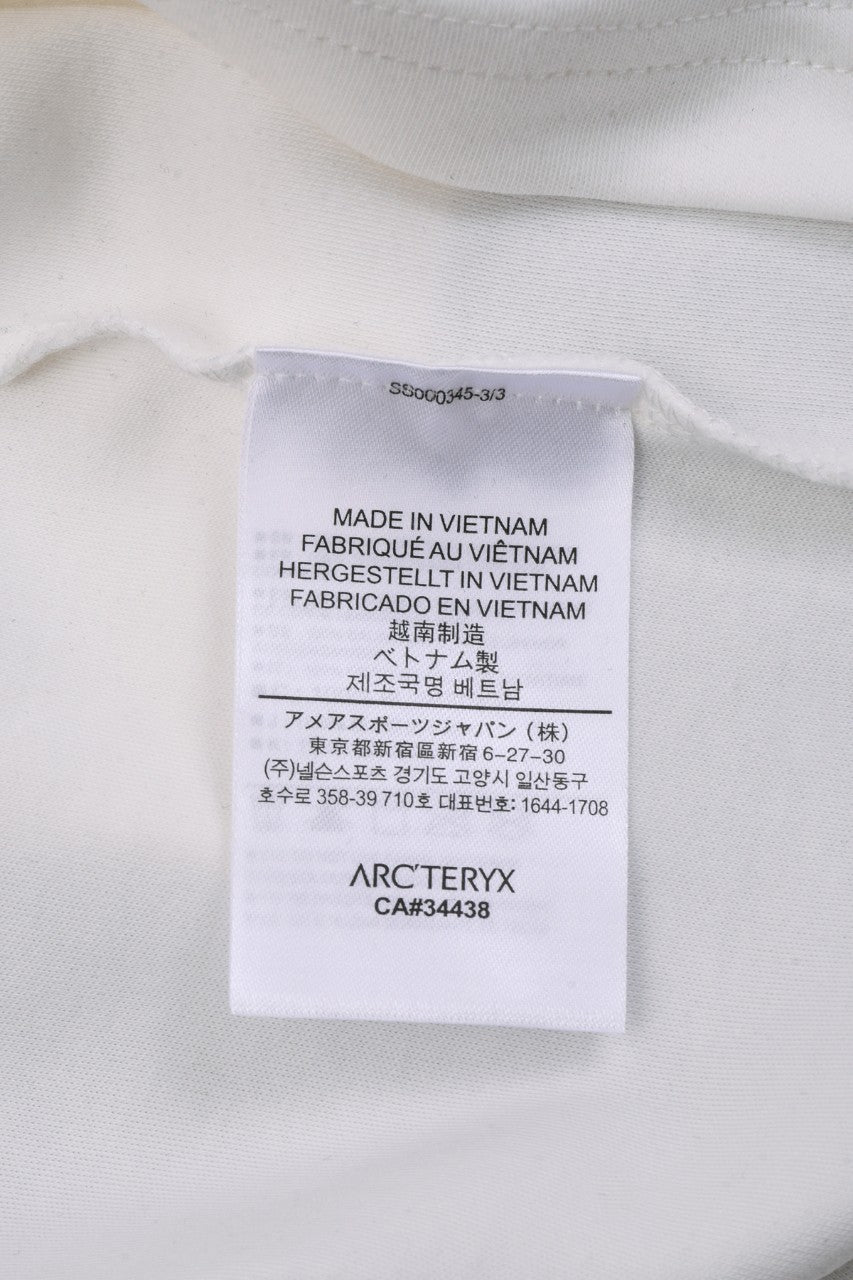 SS000345-3/3
MADE IN VIETNAM
FABRIQUÉ AU VIÊTNAM
HERGESTELLT IN VIETNAM
FABRICADO EN VIETNAM
越南制造
ベトナム製
제조국명 베트남
アメアスポーツジャパン（株）
東京都新宿區新宿 6-27-30
(주)넬슨스포츠 경기도 고양시 일산동구
호수로 358-39 710호 대표번호: 1644-1708
ARC'TERYX
CA#34438